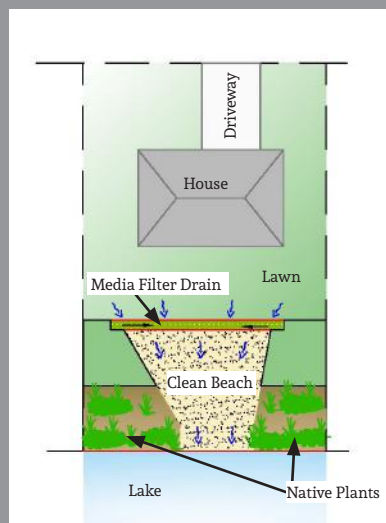 Driveway
House
Lawn
Media Filter Drain
Clean Beach
Native Plants
Lake